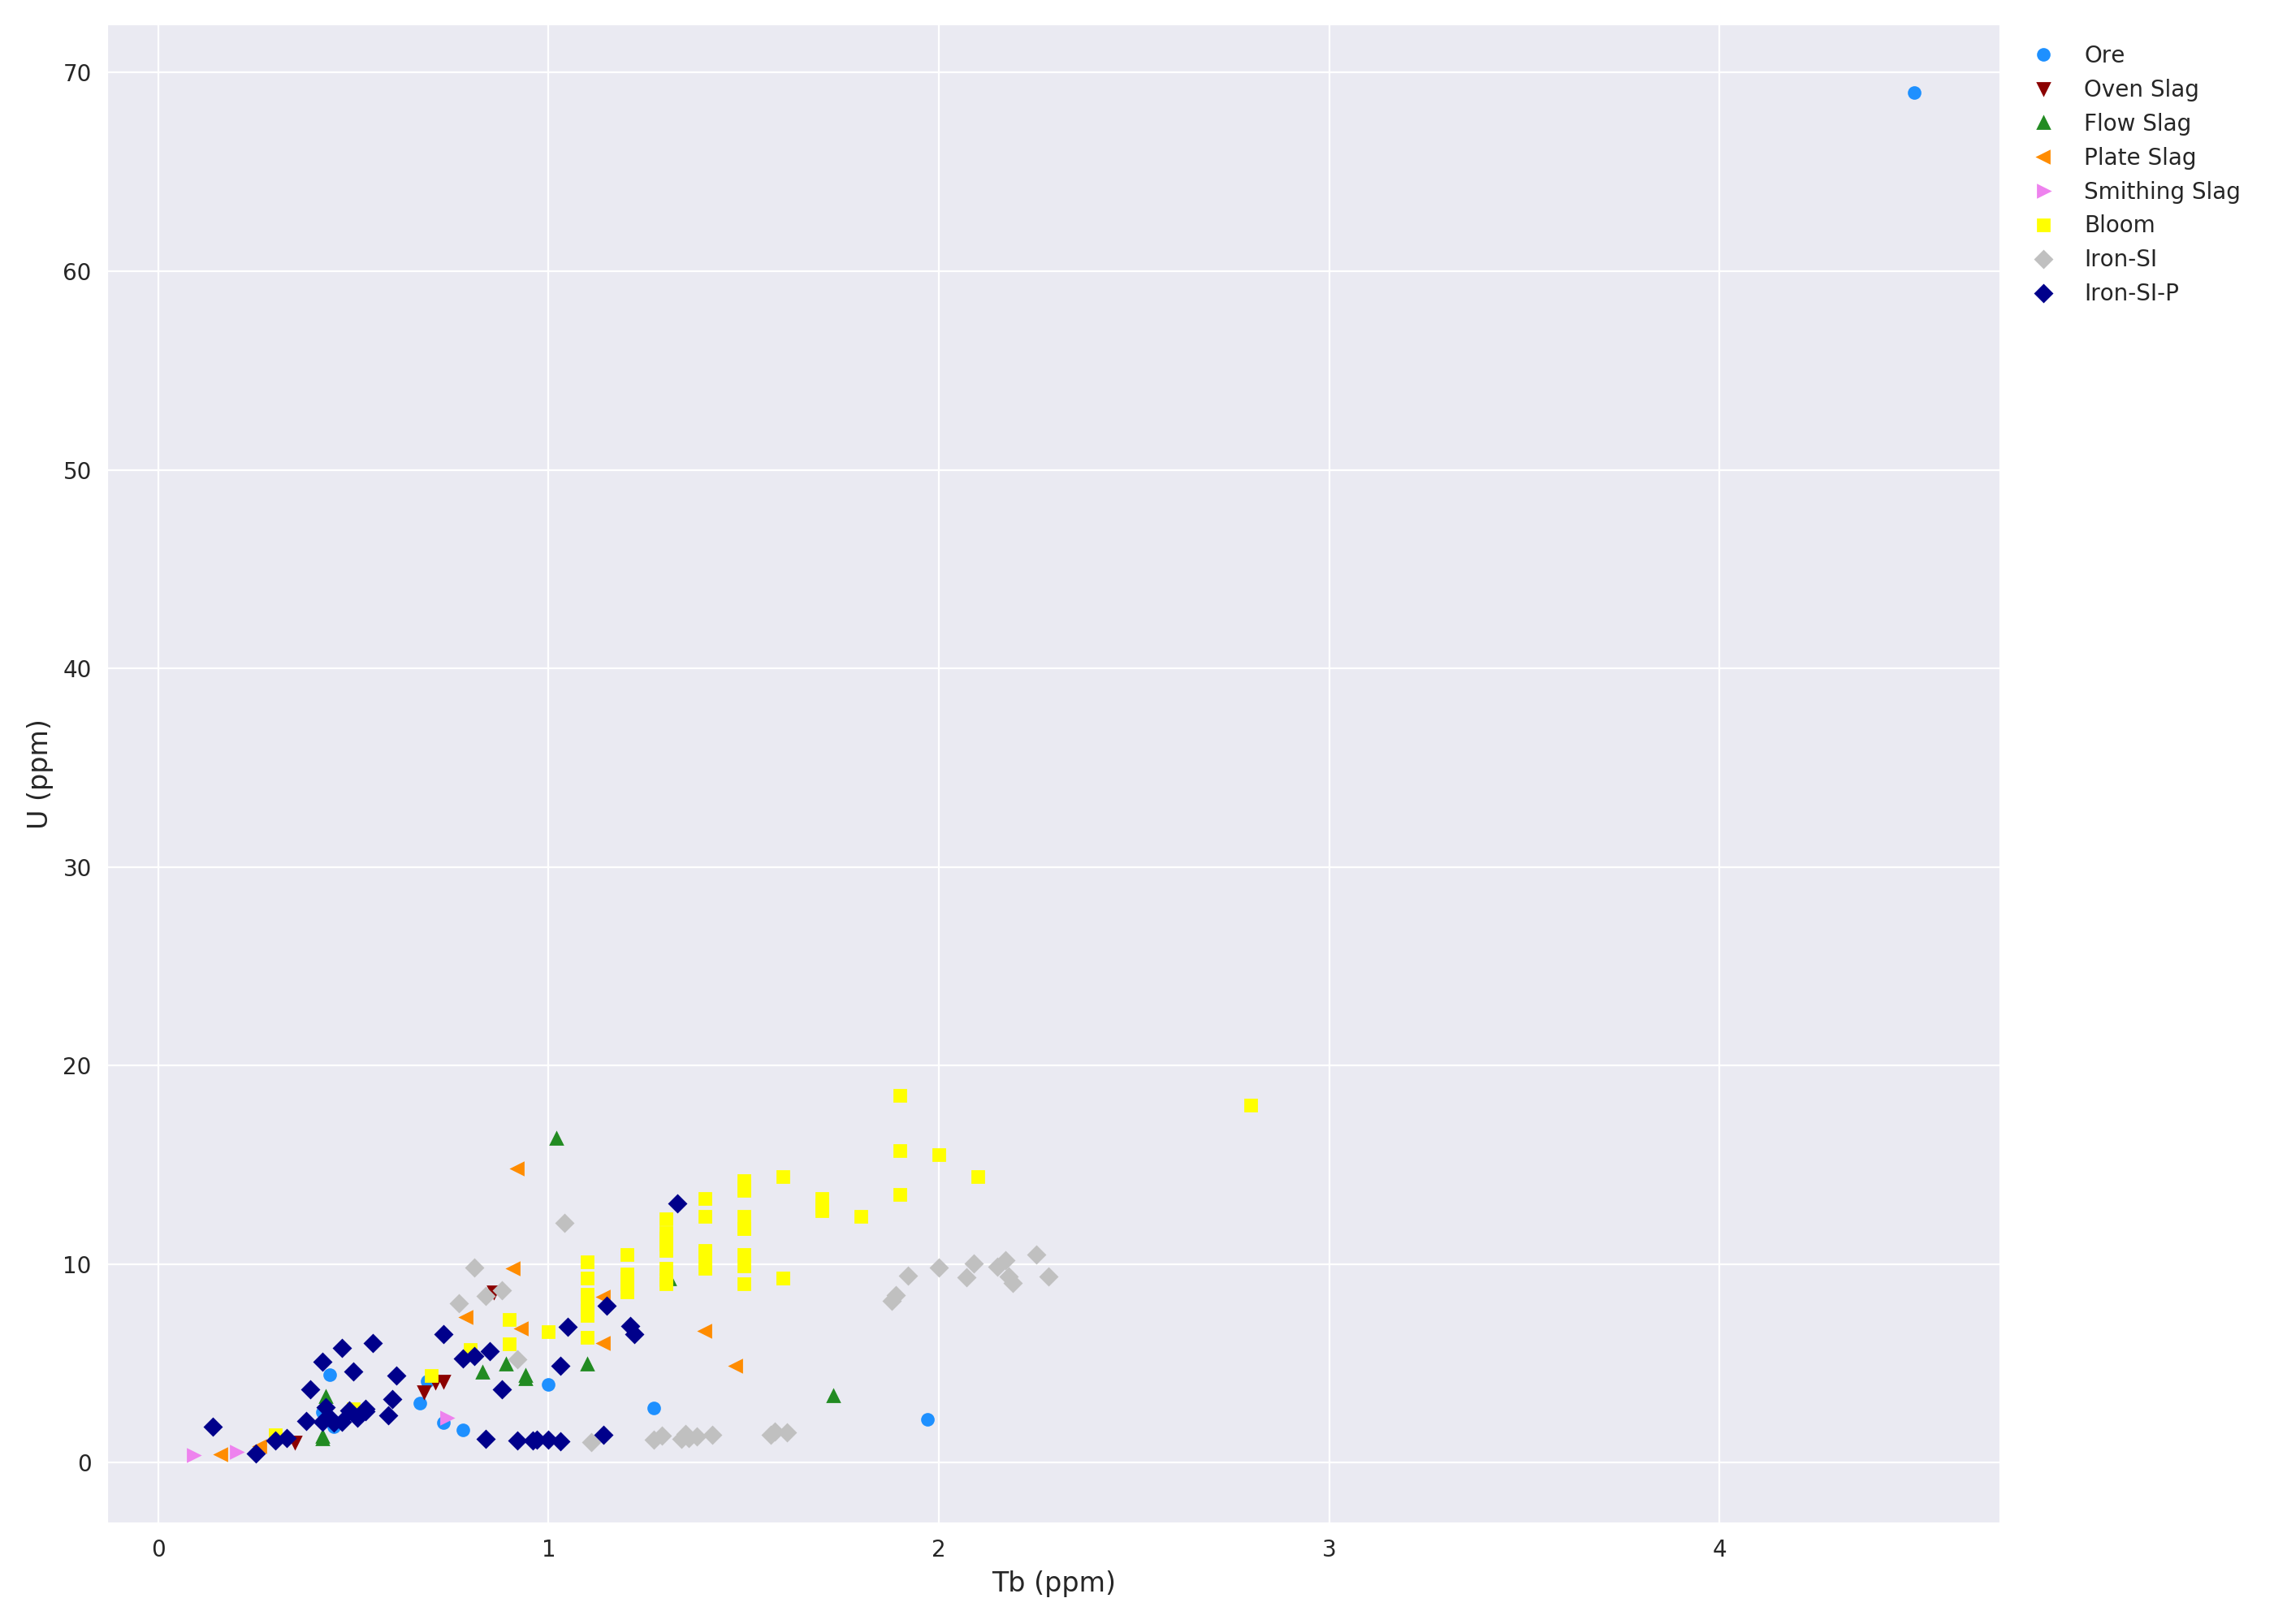 70
60
50
40
30
20
10
0
U (ppm)
0 1 2 3 4
Tb (ppm)
Ore
Oven Slag
Flow Slag
Plate Slag
Smithing Slag
Bloom
Iron-SI
Iron-SI-P